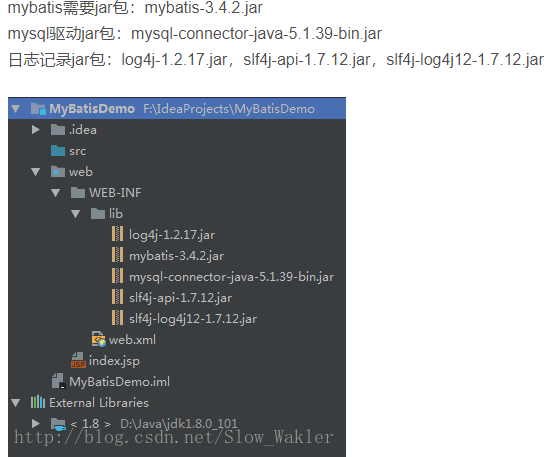 mybatis需要jar包：mybatis-3.4.2.jar
mysql驱动jar包：mysql-connector-java-5.1.39-bin.jar
日志记录jar包：log4j-1.2.17.jar，slf4j-api-1.7.12.jar，slf4j-log4j12-1.7.12.jar
MyBatisDemo F:\IdeaProjects\MyBatisDemo
.idea
src
web
WEB-INF
lib
log4j-1.2.17.jar
mybatis-3.4.2.jar
mysql-connector-java-5.1.39-bin.jar
slf4j-api-1.7.12.jar
slf4j-log4j12-1.7.12.jar
web.xml
index.jsp
MyBatisDemo.iml
External Libraries
< 1.8 > D:\Java\jdk1.8.0_101
http://blog.csdn.net/Slow_Wakler